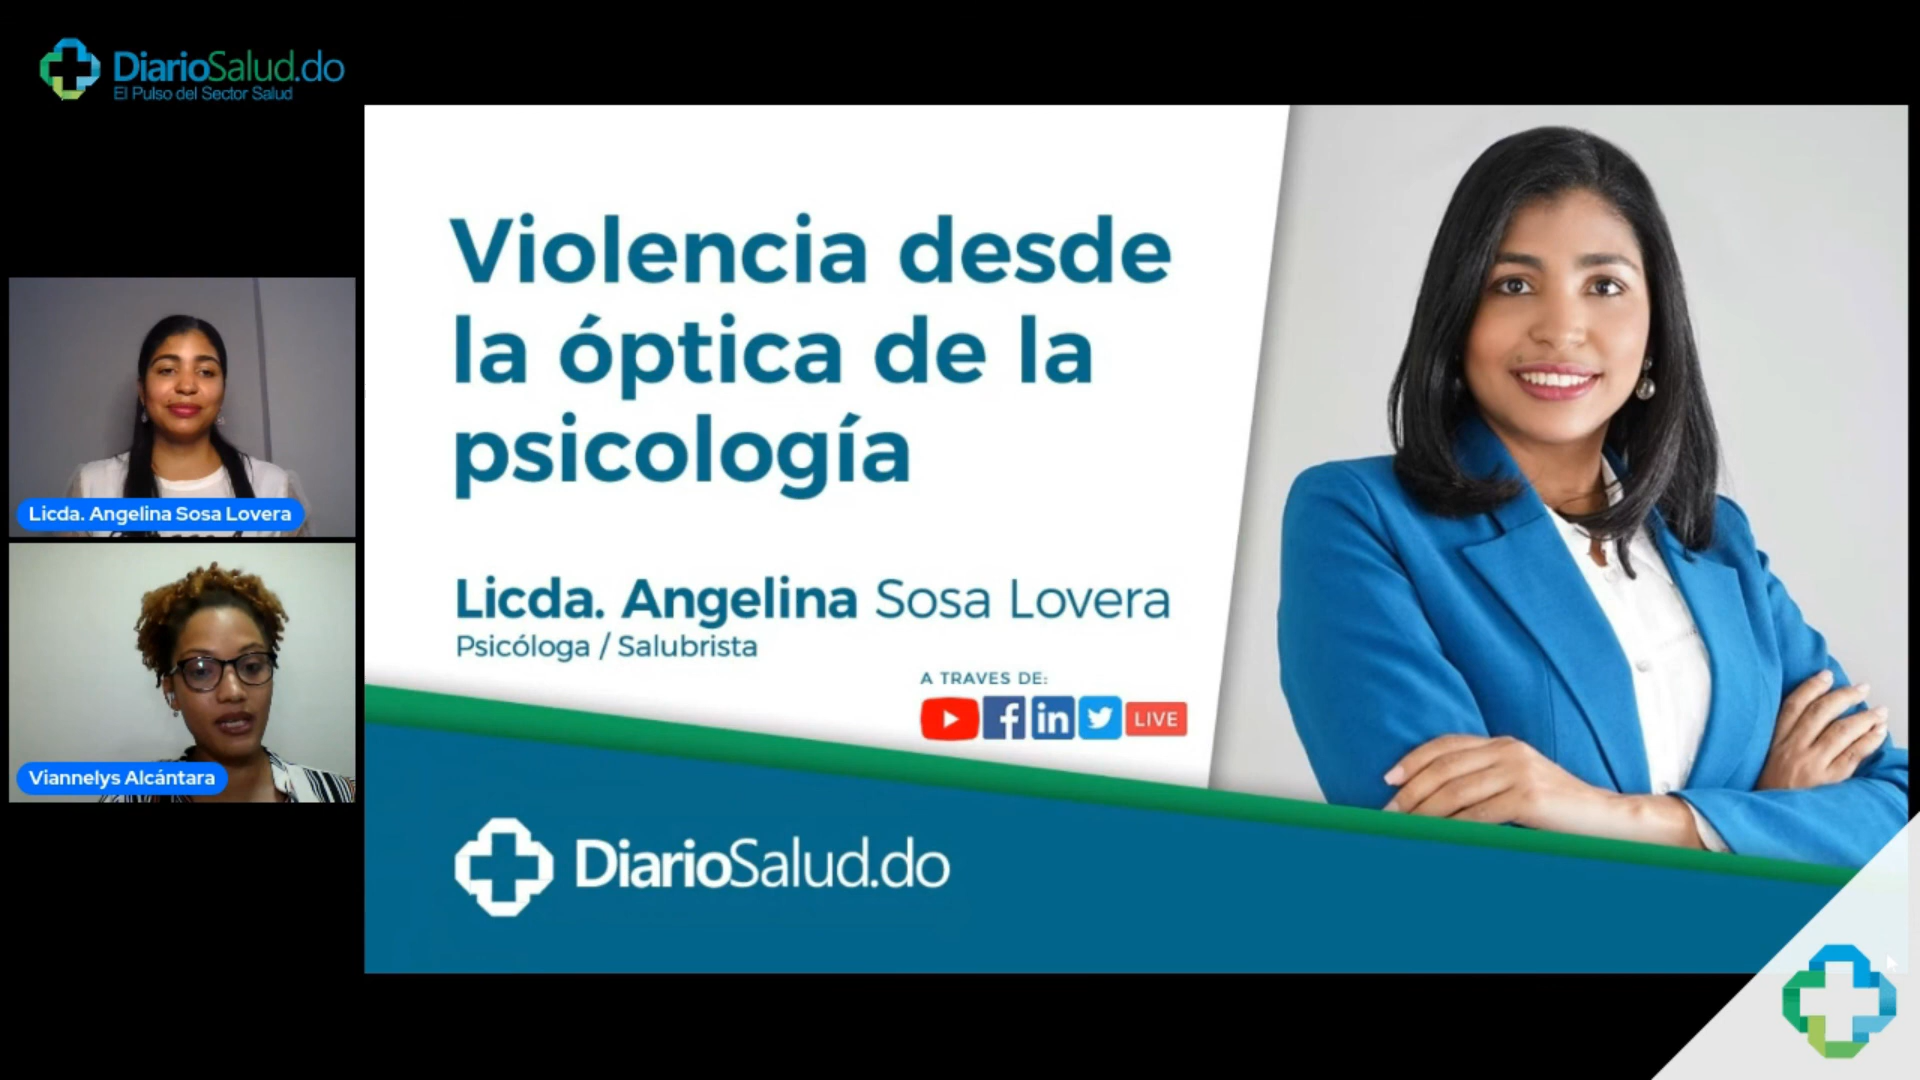 DiarioSalud.do
El Pulso del Sector Salud
Violencia desde
la óptica de la
psicología
Licda. Angelina Sosa Lovera
Psicóloga / Salubrista
A TRAVES DE:
LIVE
DiarioSalud.do
Licda. Angelina Sosa Lovera
Viannelys Alcántara